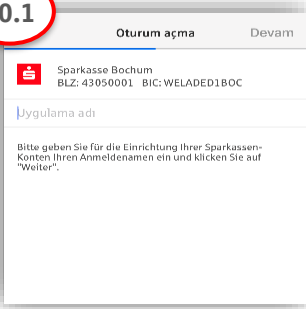 0.1
Oturum açma Devam
Sparkasse Bochum
BLZ: 43050001 BIC: WELADED1BOC
Uygulama adı
Bitte geben Sie für die Einrichtung Ihrer Sparkassen-
Konten Ihren Anmeldenamen ein und klicken Sie auf
"Weiter".